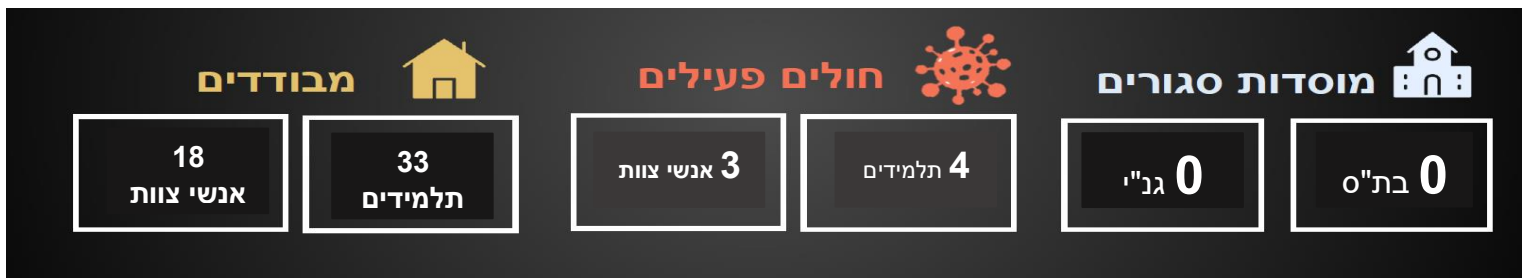 מוסדות סגורים
0 בת"ס
0 גנ"י
חולים פעילים
4 תלמידים
3 אנשי צוות
מבודדים
33
תלמידים
18
אנשי צוות